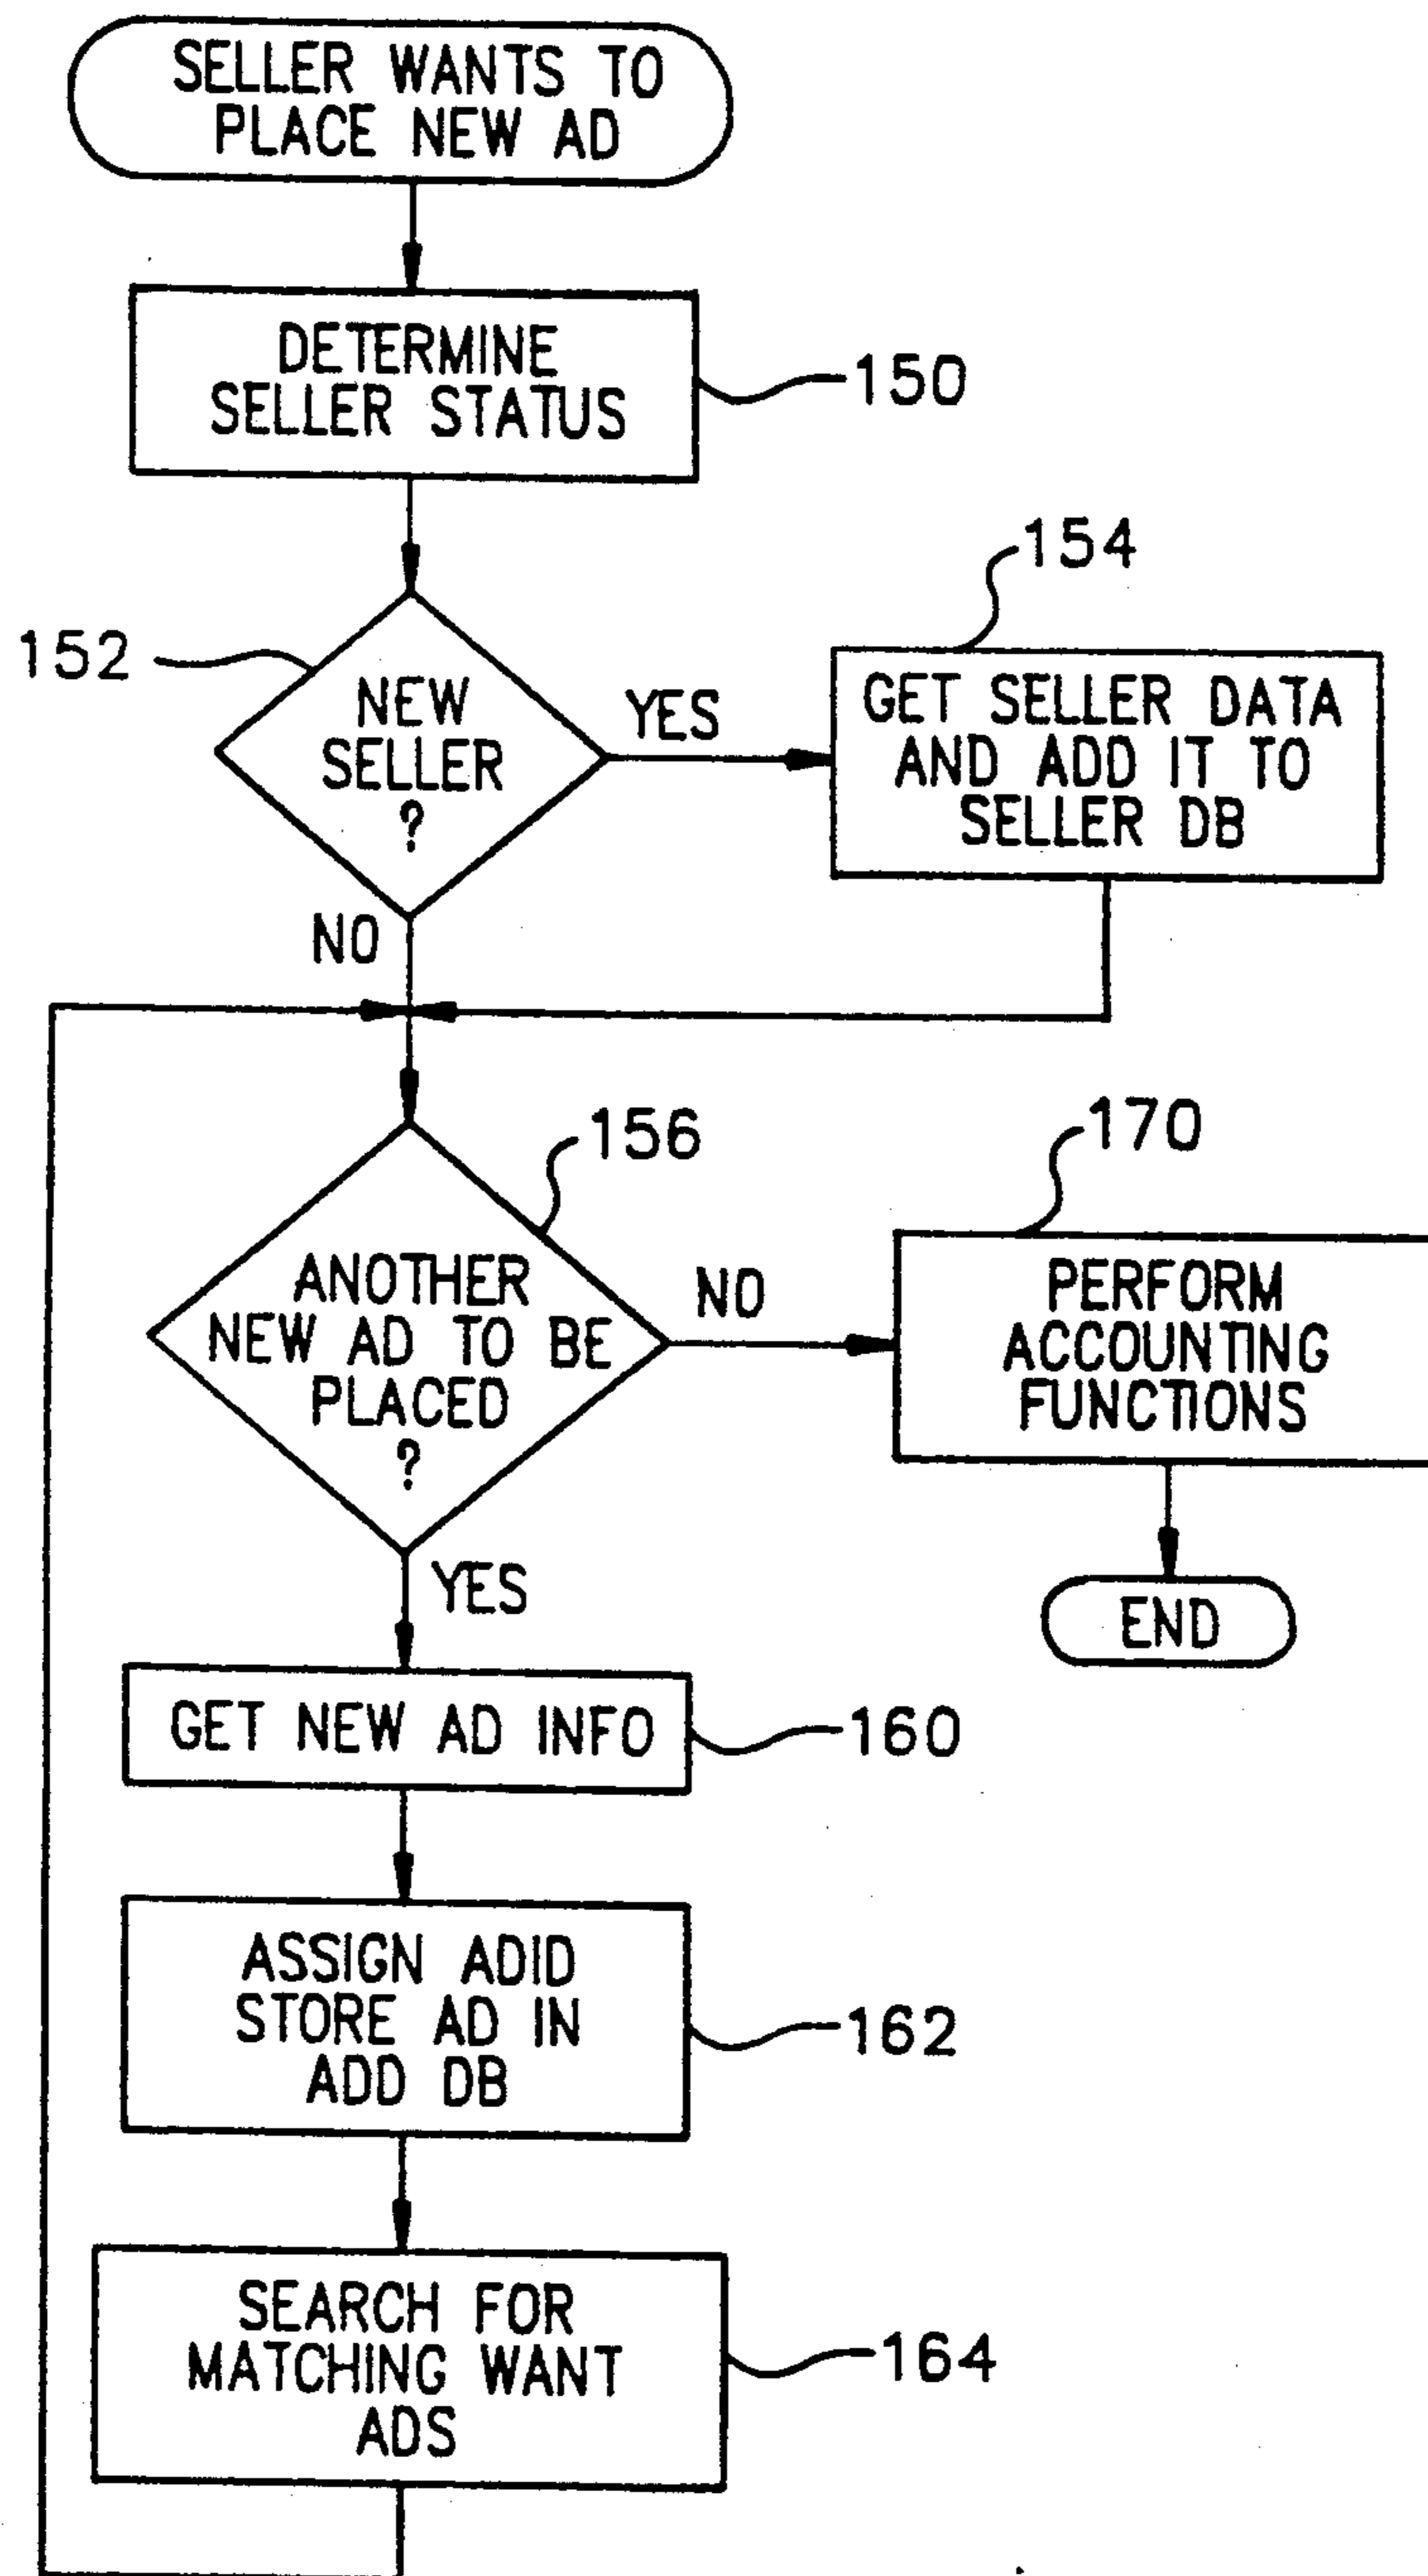 SELLER WANTS TO
PLACE NEW AD
DETERMINE
SELLER STATUS
150
152
NEW
SELLER
?
YES
154
GET SELLER DATA
AND ADD IT TO
SELLER DB
NO
156
ANOTHER
NEW AD TO BE
PLACED
?
NO
170
PERFORM
ACCOUNTING
FUNCTIONS
END
YES
GET NEW AD INFO
160
ASSIGN ADID
STORE AD IN
ADD DB
162
SEARCH FOR
MATCHING WANT
ADS
164